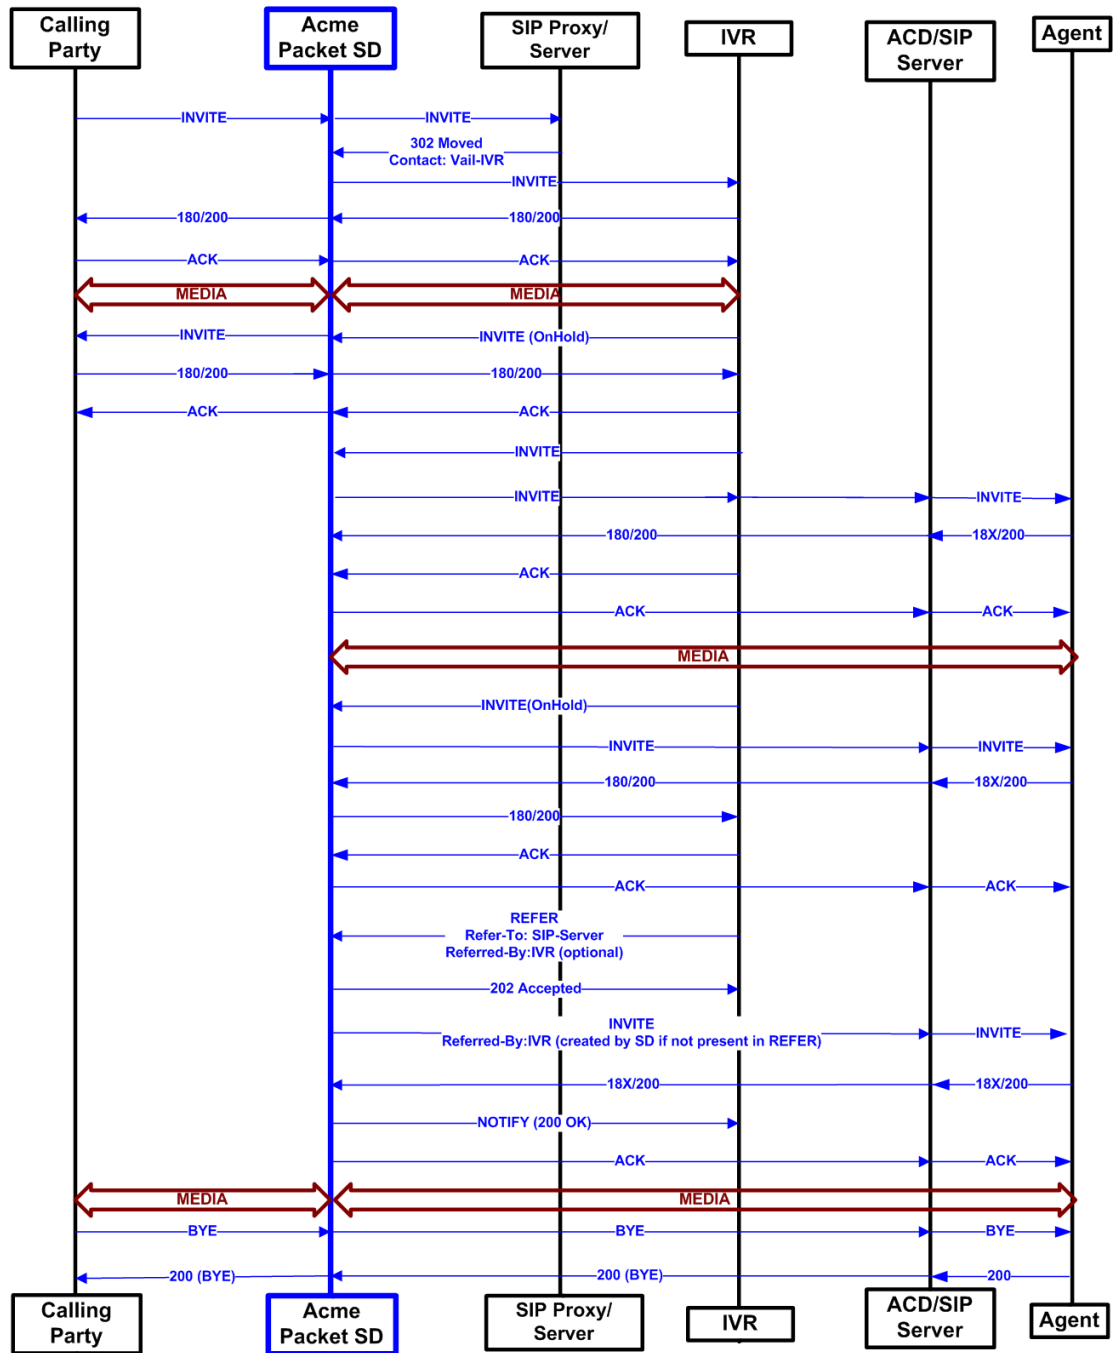 Calling
Party
Acme
Packet SD
SIP Proxy/
Server
IVR
ACD/SIP
Server
Agent
INVITE
INVITE
302 Moved
Contact: Vail-IVR
INVITE
180/200
180/200
ACK
ACK
MEDIA
MEDIA
INVITE
INVITE (OnHold)
180/200
180/200
ACK
ACK
INVITE
INVITE
INVITE
180/200
18X/200
ACK
ACK
ACK
MEDIA
INVITE(OnHold)
INVITE
INVITE
180/200
18X/200
180/200
ACK
ACK
ACK
REFER
Refer-To: SIP-Server
Referred-By:IVR (optional)
202 Accepted
INVITE
Referred-By:IVR (created by SD if not present in REFER)
INVITE
18X/200
18X/200
NOTIFY (200 OK)
ACK
ACK
MEDIA
MEDIA
BYE
BYE
BYE
200 (BYE)
200 (BYE)
200
Calling
Party
Acme
Packet SD
SIP Proxy/
Server
IVR
ACD/SIP
Server
Agent